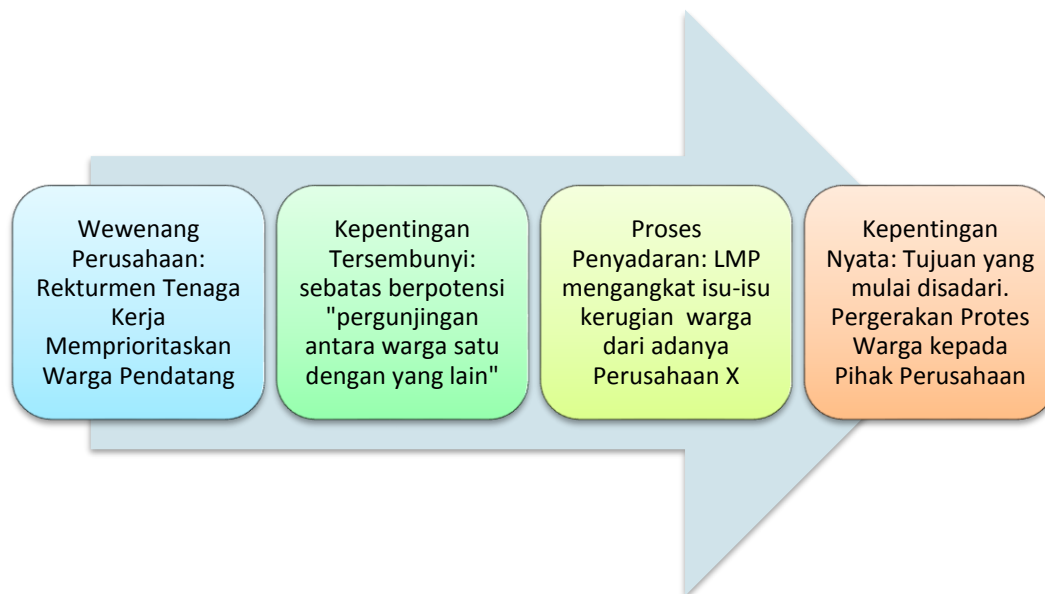 Wewenang
Perusahaan:
Rekturmen Tenaga
Kerja
Memprioritaskan
Warga Pendatang
Kepentingan
Tersembunyi:
sebatas berpotensi
"pergunjingan
antara warga satu
dengan yang lain"
Proses
Penyadaran: LMP
mengangkat isu-isu
kerugian warga
dari adanya
Perusahaan X
Kepentingan
Nyata: Tujuan yang
mulai disadari.
Pergerakan Protes
Warga kepada
Pihak Perusahaan